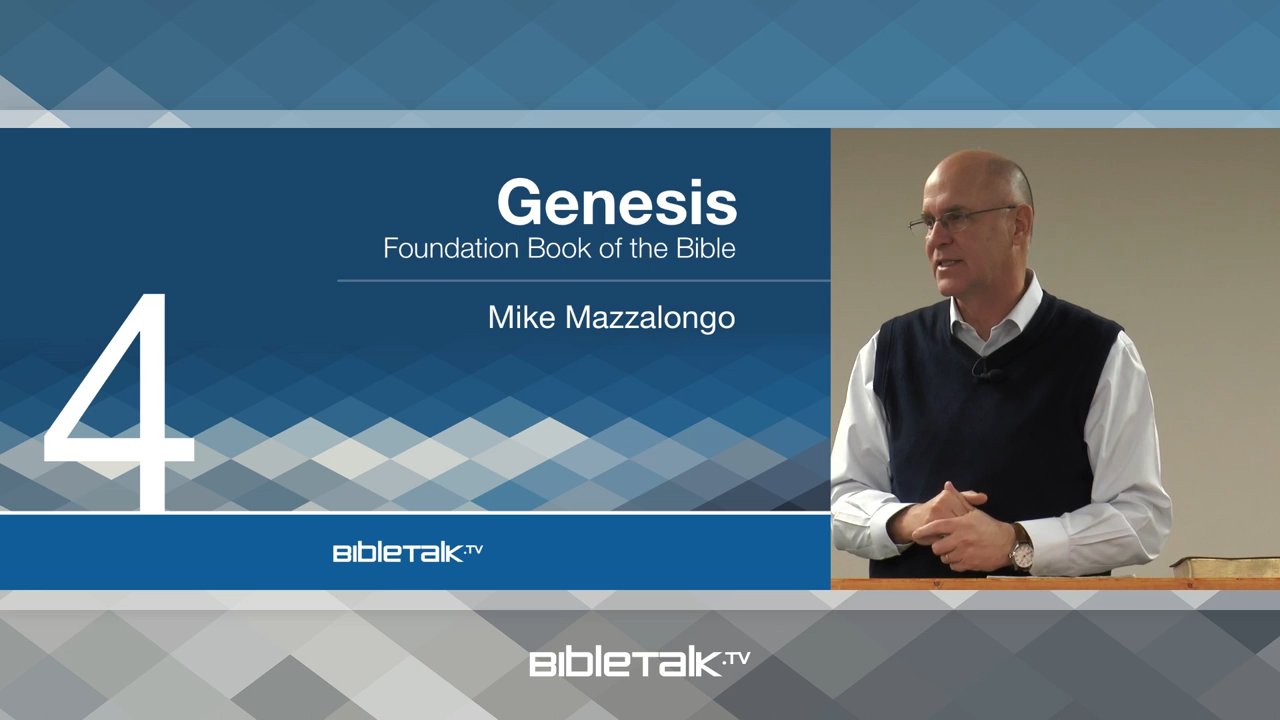 Genesis
Foundation Book of the Bible
Mike Mazzalongo
4
BIBLETALK.TV
BIBLETALK.TV